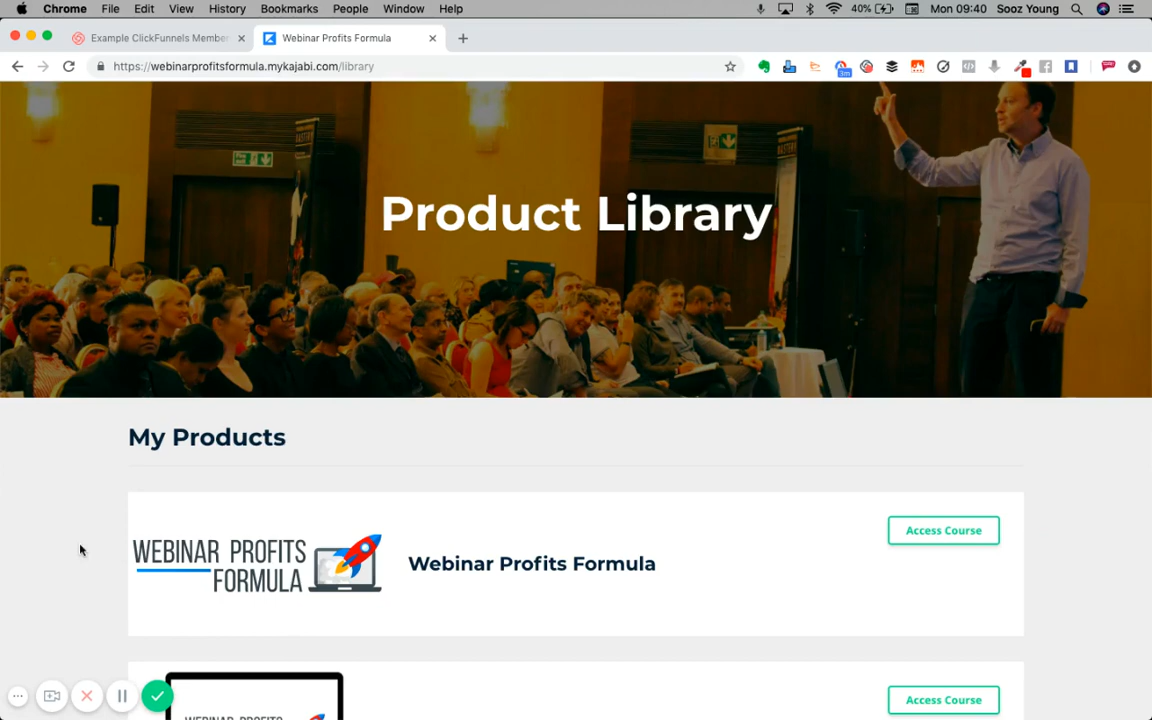 Chrome File Edit View History Bookmarks People Window Help 40% Mon 09:40 Sooz Young
Example ClickFunnels Member
Webinar Profits Formula
https://webinarprofitsformula.mykajabi.com/library
3m
Product Library
My Products
WEBINAR PROFITS
FORMULA
Webinar Profits Formula
Access Course
Access Course